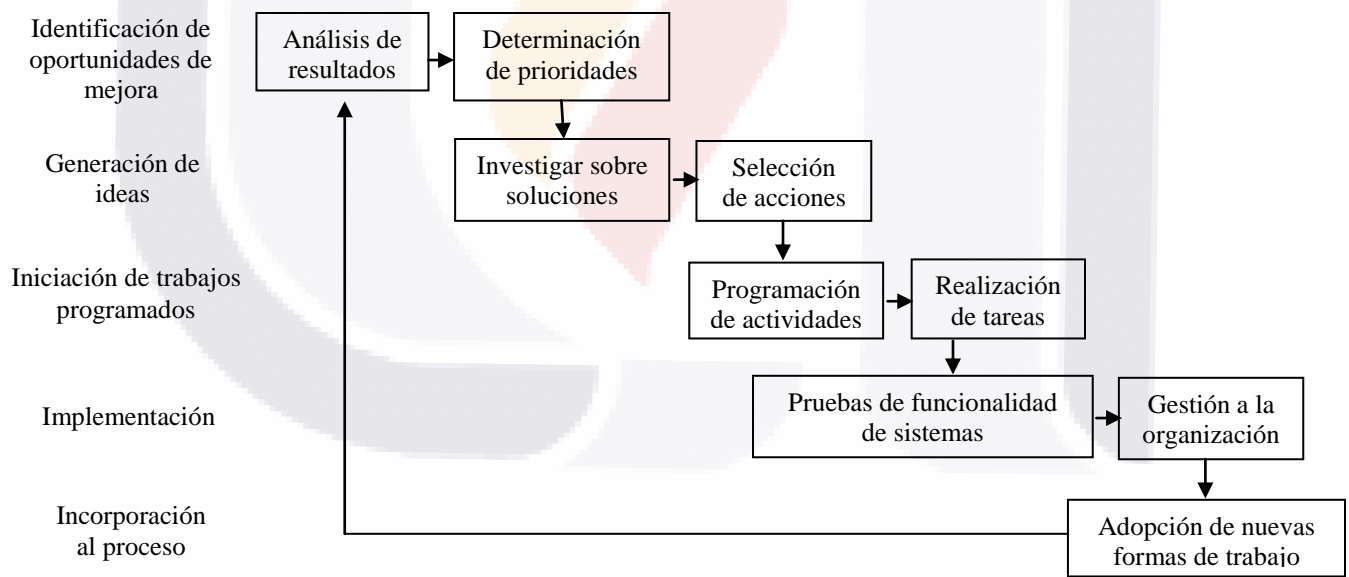 Identificación de
oportunidades de
mejora
Análisis de
resultados
Determinación
de prioridades
Generación de
ideas
Investigar sobre
soluciones
Selección
de acciones
Iniciación de trabajos
programados
Programación
de actividades
Realización
de tareas
Implementación
Pruebas de funcionalidad
de sistemas
Gestión a la
organización
Incorporación
al proceso
Adopción de nuevas
formas de trabajo